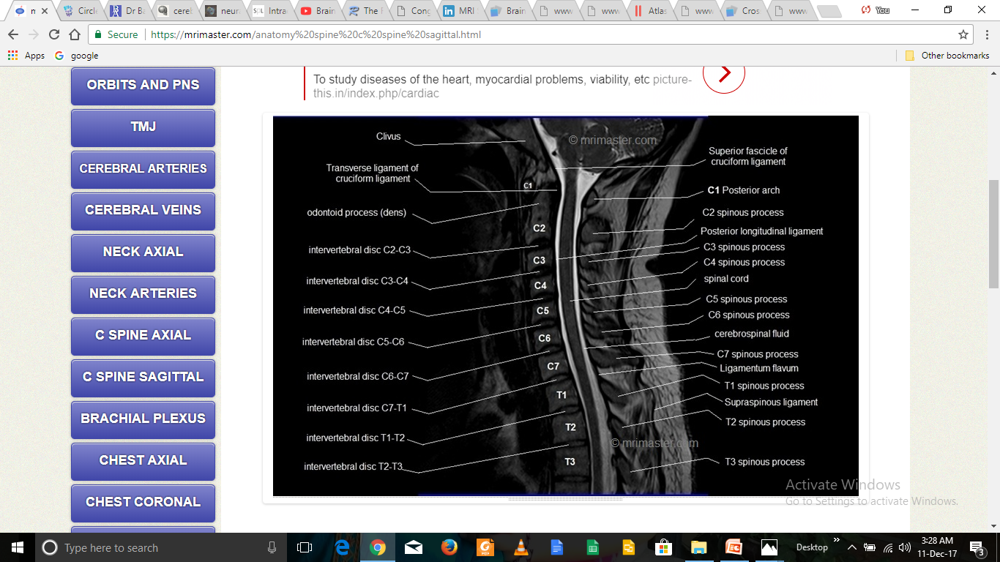 n
Circl
Dr Ba
cereb
neur
Intra
Brain
The f
Cong
MRI
Brain
www
www
Atlas
www
Cros
www
You
Secure
https://mrimaster.com/anatomy%20spine%20c%20spine%20sagittal.html
Apps
google
Other bookmarks
ORBITS AND PNS
TMJ
CEREBRAL ARTERIES
CEREBRAL VEINS
NECK AXIAL
NECK ARTERIES
C SPINE AXIAL
C SPINE SAGITTAL
BRACHIAL PLEXUS
CHEST AXIAL
CHEST CORONAL
To study diseases of the heart, myocardial problems, viability, etc picture-
this.in/index.php/cardiac
© mrimaster.com
Clivus
Transverse ligament of
cruciform ligament
odontoid process (dens)
intervertebral disc C2-C3
intervertebral disc C3-C4
intervertebral disc C4-C5
intervertebral disc C5-C6
intervertebral disc C6-C7
intervertebral disc C7-T1
intervertebral disc T1-T2
intervertebral disc T2-T3
C1
C2
C3
C4
C5
C6
C7
T1
T2
T3
Superior fascicle of
cruciform ligament
C1 Posterior arch
C2 spinous process
Posterior longitudinal ligament
C3 spinous process
C4 spinous process
spinal cord
C5 spinous process
C6 spinous process
cerebrospinal fluid
C7 spinous process
Ligamentum flavum
T1 spinous process
Supraspinous ligament
T2 spinous process
© mrimaster.com
T3 spinous process
Activate Windows
Go to Settings to activate Windows.
Type here to search
Desktop
3:28 AM
11-Dec-17
3